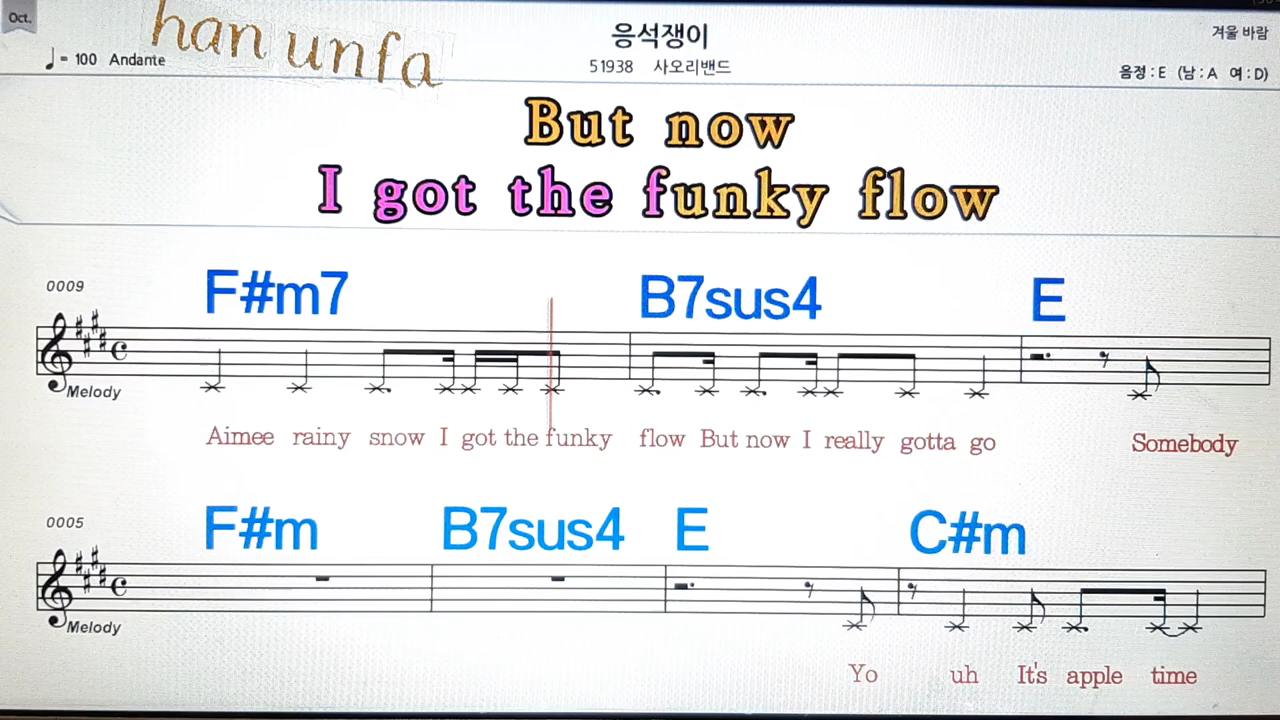 Oct.
han unfa
응석쟁이
겨울 바람
♩= 100 Andante
51938 사오리밴드
음정 : E (남 : A 여 : D)
But now
I got the funky flow
0009
F#m7 B7sus4 E
Melody
Aimee rainy snow I got the funky flow But now I really gotta go Somebody
0005
F#m B7sus4 E C#m
Melody
Yo uh It's apple time